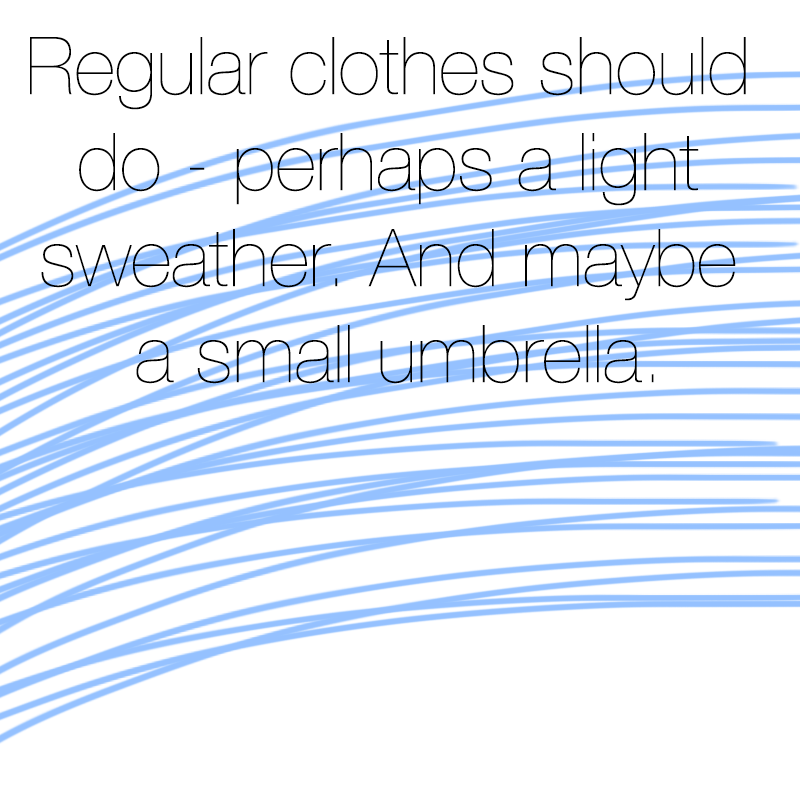 Regular clothes should
do - perhaps a light
sweather. And maybe
a small umbrella.